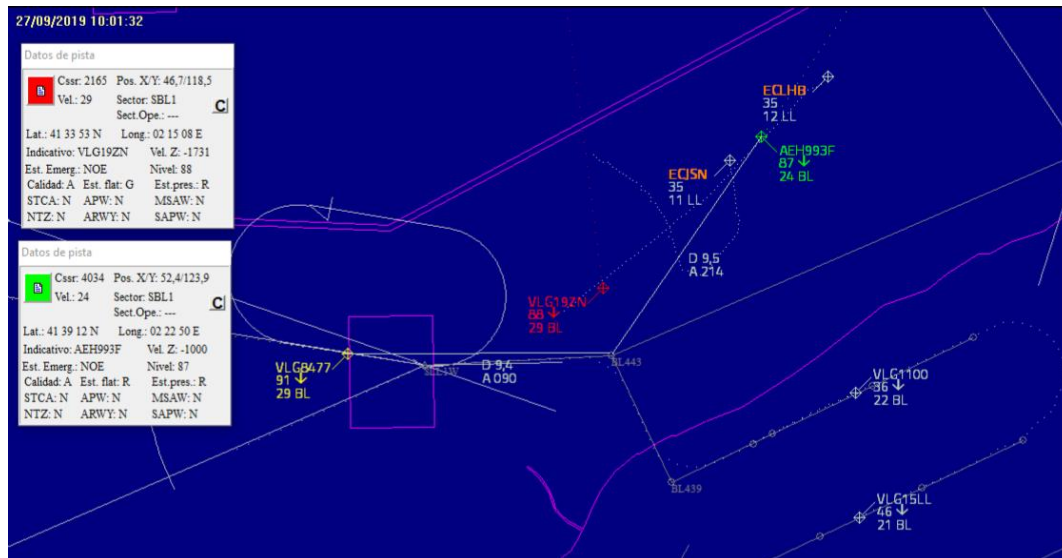 27/09/2019 10:01:32
Datos de pista
Cssr: 2165 Pos. X/Y: 46,7/118,5
Vel.: 29 Sector: SBL1
Sect.Ope.: --- C
Lat.: 41 33 53 N Long.: 02 15 08 E
Indicativo: VLG19ZN Vel. Z: -1731
Est. Emerg.: NOE Nivel: 88
Calidad: A Est. flat: G Est.pres.: R
STCA: N APW: N MSAW: N
NTZ: N ARWY: N SAPW: N
Datos de pista
Cssr: 4034 Pos. X/Y: 52,4/123,9
Vel.: 24 Sector: SBL1
Sect.Ope.: --- C
Lat.: 41 39 12 N Long.: 02 22 50 E
Indicativo: AEH993F Vel. Z: -1000
Est. Emerg.: NOE Nivel: 87
Calidad: A Est. flat: R Est.pres.: R
STCA: N APW: N MSAW: N
NTZ: N ARWY: N SAPW: N
ECLHB
35
12 LL
AEH993F
87 ↓
24 BL
ECJSN
35
11 LL
D 9,5
A 214
VLG19ZN
88 ↓
29 BL
VLG8477
91 ↓
29 BL
D 9,4
A 090
BL443
VLG1100
36 ↓
22 BL
BL439
VLG15LL
46 ↓
21 BL